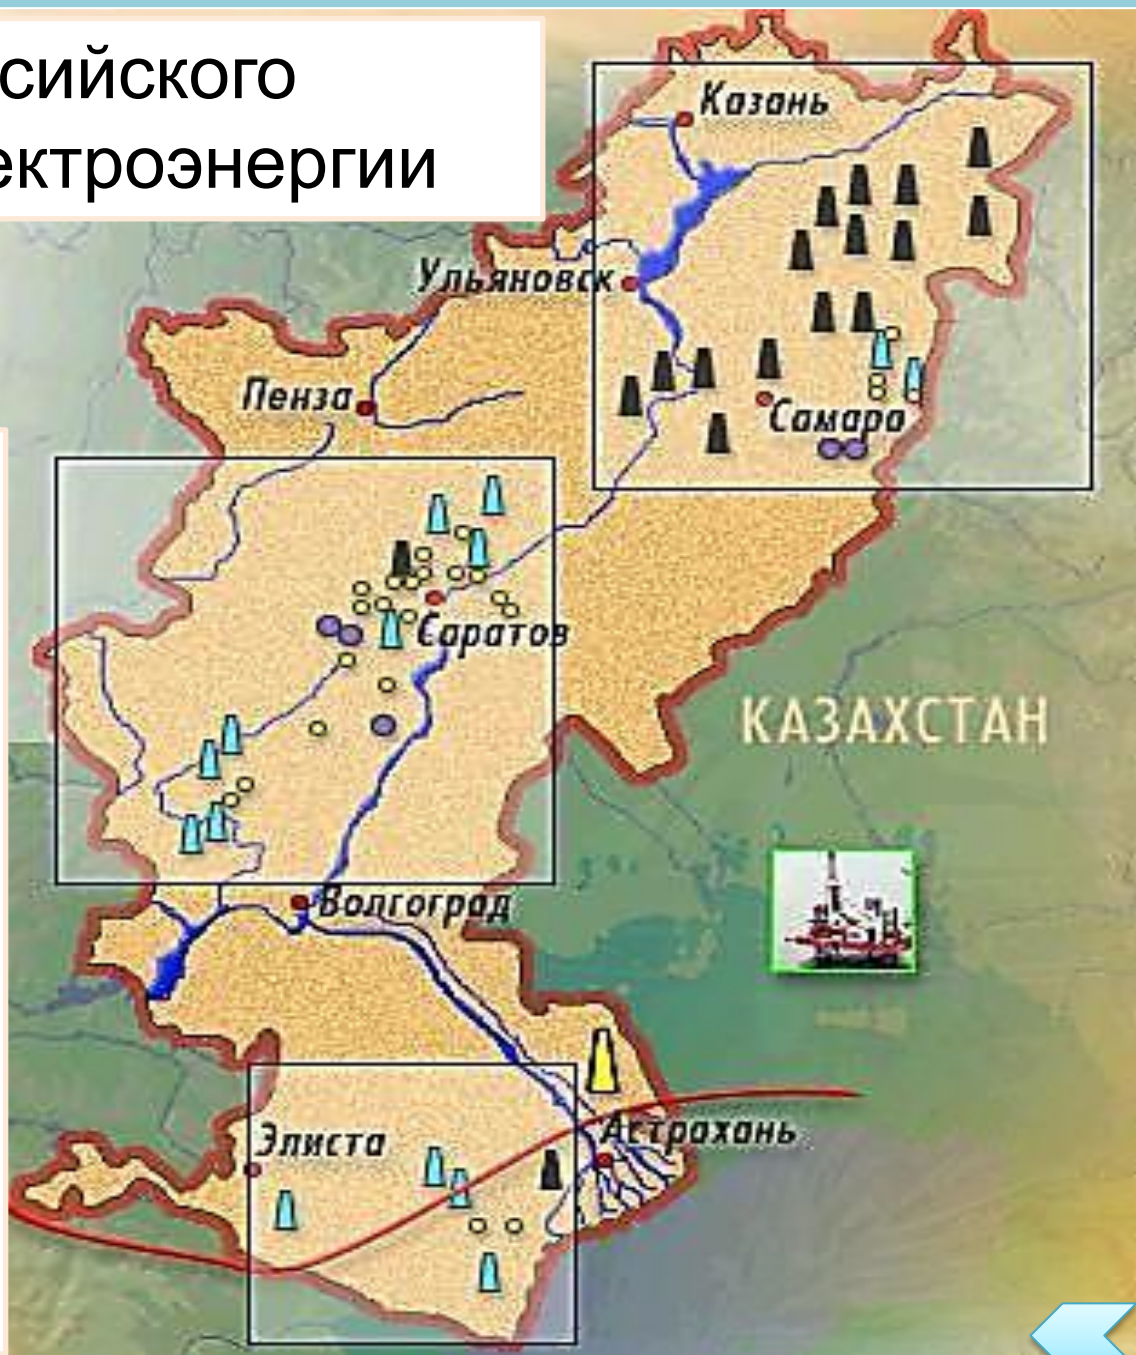 сийского
ектроэнергии
Казань
Ульяновск
Пенза
Самара
Саратов
КАЗАХСТАН
Волгоград
Элиста
Астрахань